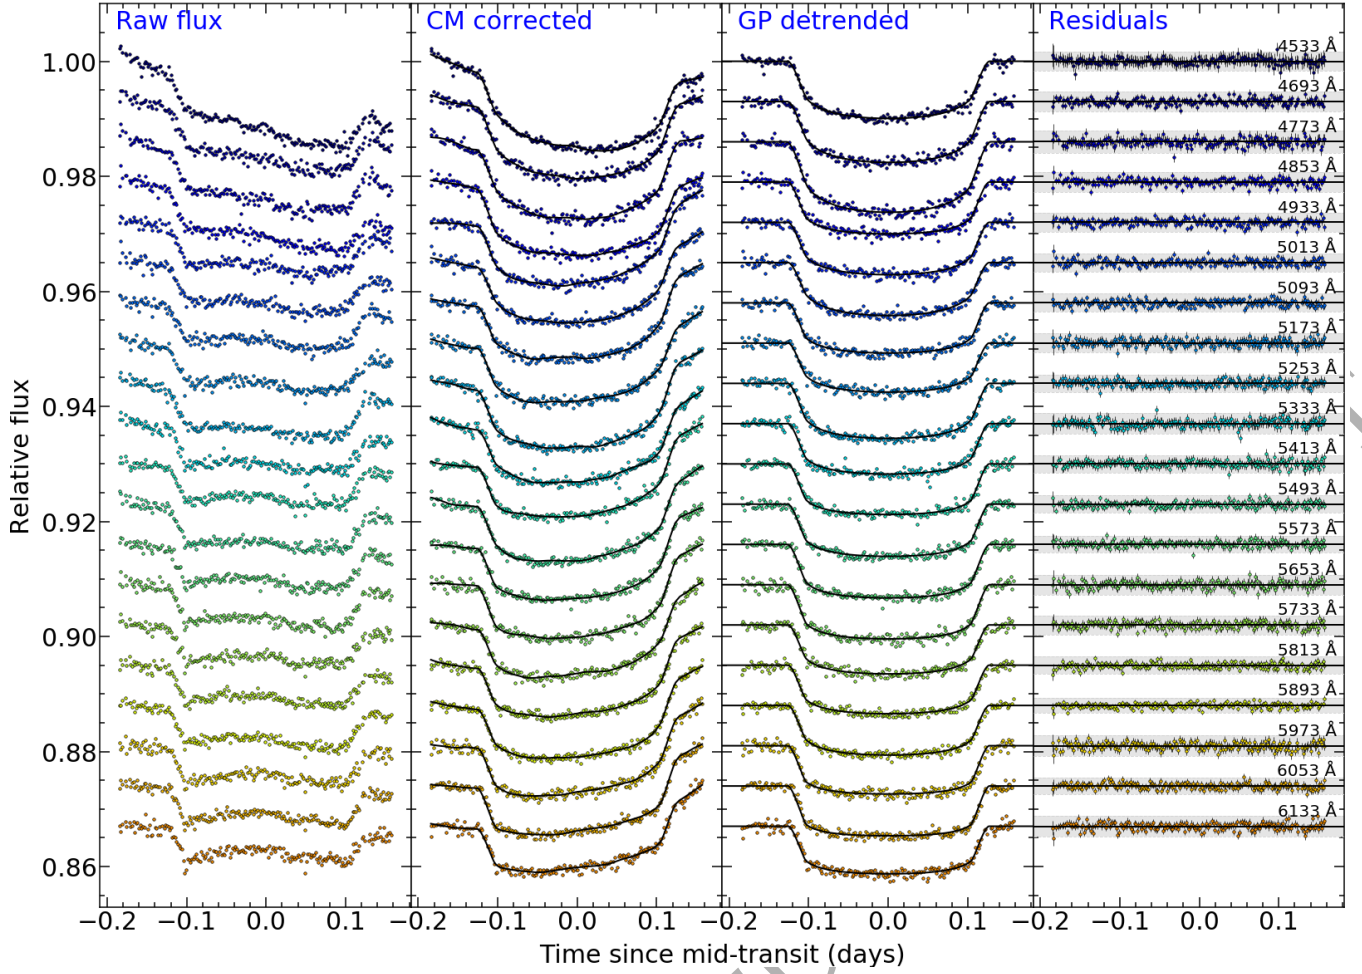 Raw flux
CM corrected
GP detrended
Residuals
1.00
0.98
0.96
0.94
0.92
0.90
0.88
0.86
Relative flux
4533 Å
4693 Å
4773 Å
4853 Å
4933 Å
5013 Å
5093 Å
5173 Å
5253 Å
5333 Å
5413 Å
5493 Å
5573 Å
5653 Å
5733 Å
5813 Å
5893 Å
5973 Å
6053 Å
6133 Å
−0.2 −0.1 0.0 0.1 −0.2 −0.1 0.0 0.1 −0.2 −0.1 0.0 0.1 −0.2 −0.1 0.0 0.1
Time since mid-transit (days)